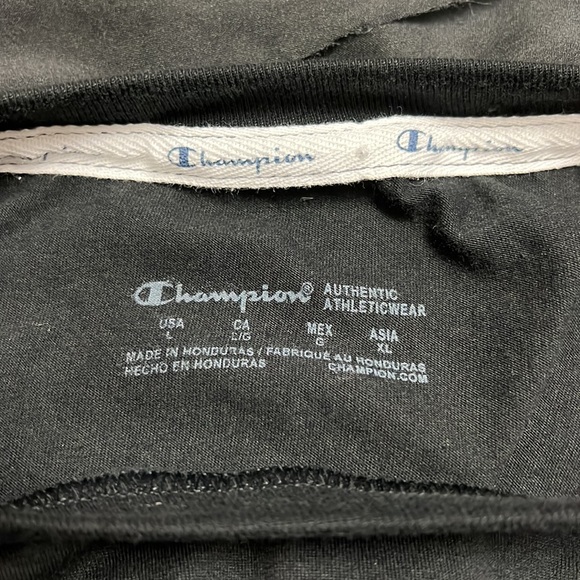 Champion Champion
Champion® AUTHENTIC
ATHLETICWEAR
USA CA MEX ASIA
L L/G G XL
MADE IN HONDURAS / FABRIQUÉ AU HONDURAS
HECHO EN HONDURAS CHAMPION.COM